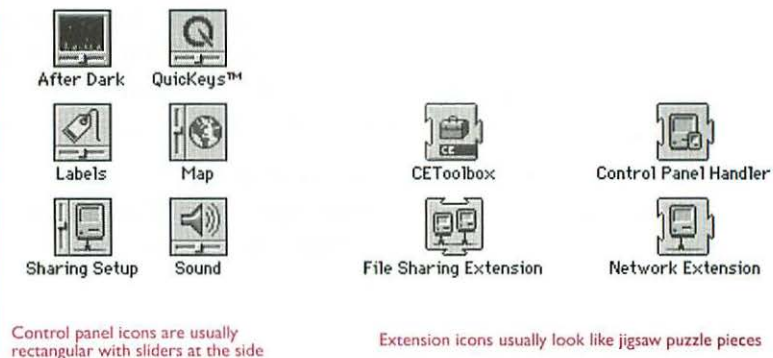 After Dark
QuicKeys™
Labels
Map
Sharing Setup
Sound
CEToolbox
CE
Control Panel Handler
File Sharing Extension
Network Extension
Control panel icons are usually
rectangular with sliders at the side
Extension icons usually look like jigsaw puzzle pieces